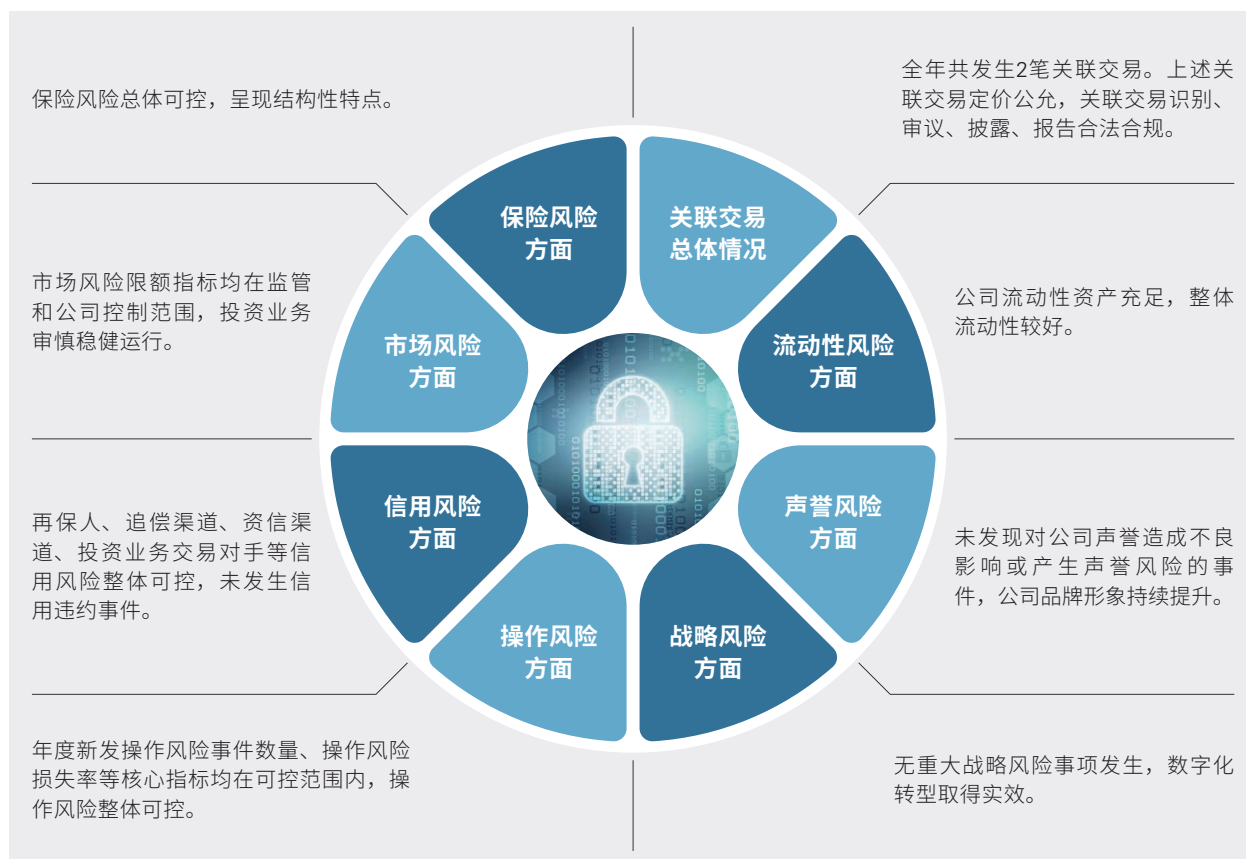 保险风险总体可控，呈现结构性特点。
全年共发生2笔关联交易。上述关
联交易定价公允，关联交易识别、
审议、披露、报告合法合规。
保险风险
方面
关联交易
总体情况
市场风险限额指标均在监管
和公司控制范围，投资业务
审慎稳健运行。
市场风险
方面
流动性风险
方面
公司流动性资产充足，整体
流动性较好。
再保人、追偿渠道、资信渠
道、投资业务交易对手等信
用风险整体可控，未发生信
用违约事件。
信用风险
方面
声誉风险
方面
未发现对公司声誉造成不良
影响或产生声誉风险的事
件，公司品牌形象持续提升。
操作风险
方面
战略风险
方面
年度新发操作风险事件数量、操作风险
损失率等核心指标均在可控范围内，操
作风险整体可控。
无重大战略风险事项发生，数字化
转型取得实效。